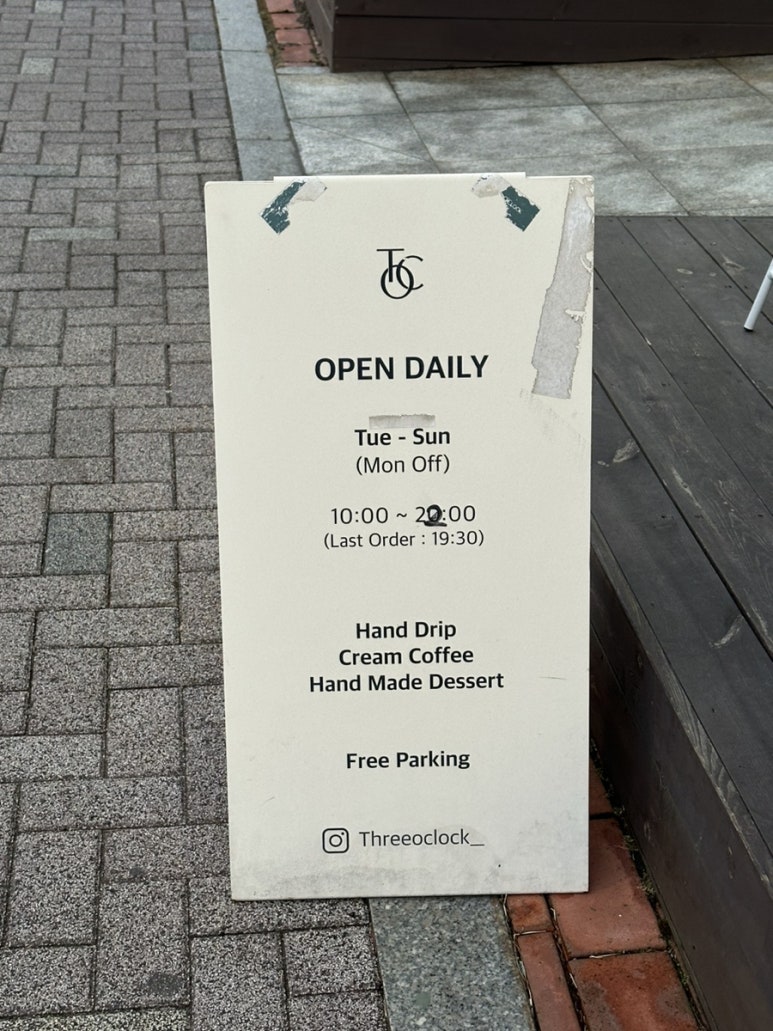 TOC
OPEN DAILY
Tue - Sun
(Mon Off)
10:00 ~ 20:00
(Last Order : 19:30)
Hand Drip
Cream Coffee
Hand Made Dessert
Free Parking
Threeoclock_